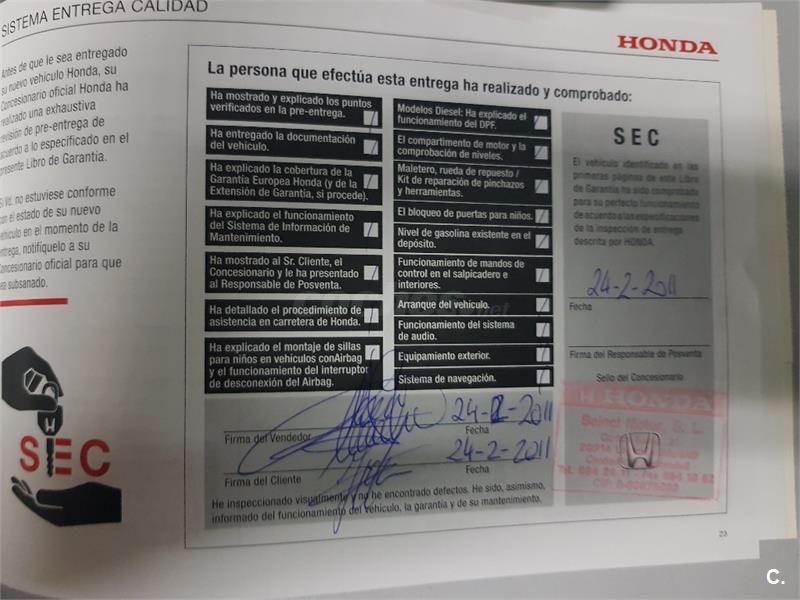 SISTEMA ENTREGA CALIDAD
Antes de que le sea entregado
su nuevo vehículo Honda, su
Concesionario oficial Honda ha
realizado una exhaustiva
revisión de pre-entrega de
acuerdo a lo especificado en el
presente Libro de Garantía.
Si Vd. no estuviese conforme
con el estado de su nuevo
vehículo en el momento de la
entrega, notifíquelo a su
Concesionario oficial para que
sea subsanado.
SEC
HONDA
La persona que efectúa esta entrega ha realizado y comprobado:
Ha mostrado y explicado los puntos
verificados en la pre-entrega.
Ha entregado la documentación
del vehículo.
Ha explicado la cobertura de la
Garantía Europea Honda (y de la
Extensión de Garantía, si procede).
Ha explicado el funcionamiento
del Sistema de Información de
Mantenimiento.
Ha mostrado al Sr. Cliente, el
Concesionario y le ha presentado
al Responsable de Posventa.
Ha detallado el procedimiento de
asistencia en carretera de Honda.
Ha explicado el montaje de sillas
para niños en vehículos conAirbag
y el funcionamiento del interruptor
de desconexión del Airbag.
Modelos Diesel: Ha explicado el
funcionamiento del DPF.
El compartimento de motor y la
comprobación de niveles.
Maletero, rueda de repuesto /
Kit de reparación de pinchazos
y herramientas.
El bloqueo de puertas para niños.
Nivel de gasolina existente en el
depósito.
Funcionamiento de mandos de
control en el salpicadero e
interiores.
Arranque del vehículo.
Funcionamiento del sistema
de audio.
Equipamiento exterior.
Sistema de navegación.
SEC
El vehículo identificado en las
primeras páginas de este Libro
de Garantía ha sido comprobado
para su perfecto funcionamiento
de acuerdo a las especificaciones
de la inspección de entrega
descrita por HONDA.
24-2-2011
Fecha
Firma del Responsable de Posventa
Sello del Concesionario
HONDA
Motor, S. L.
24-2-2011
Firma del Vendedor
Fecha
24-2-2011
Firma del Cliente
Fecha
He inspeccionado visualmente y no he encontrado defectos. He sido, asimismo,
informado del funcionamiento del vehículo, la garantía y de su mantenimiento.
23
coches.net
C.